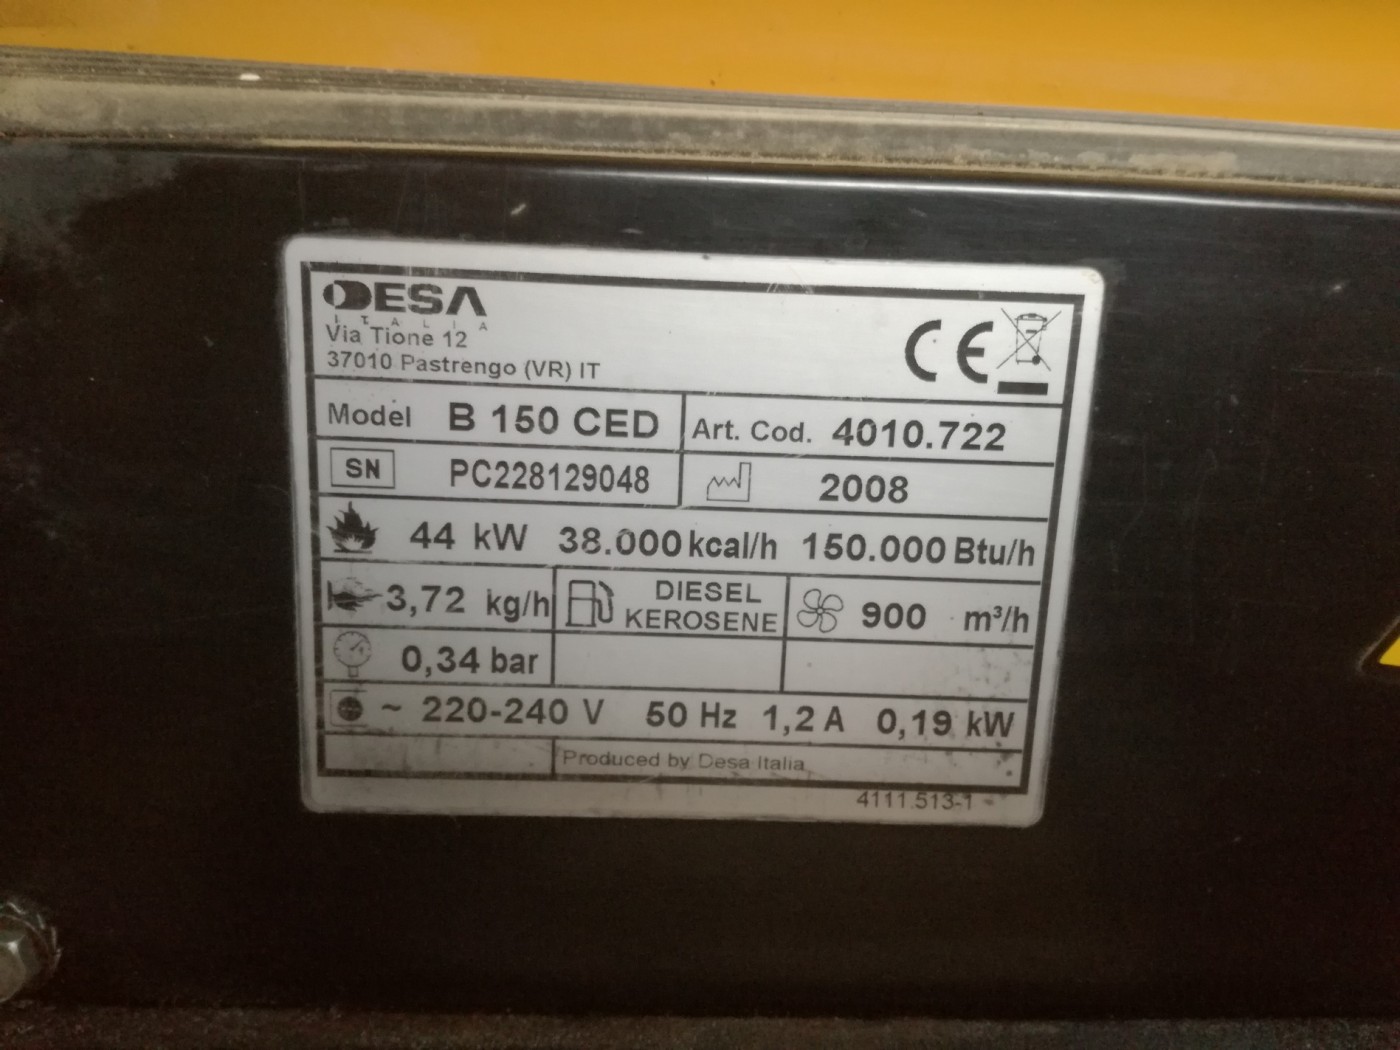 DESA
ITALIA
Via Tione 12
37010 Pastrengo (VR) IT
CE
Model B 150 CED Art. Cod. 4010.722
SN PC228129048 2008
44 kW 38.000 kcal/h 150.000 Btu/h
3,72 kg/h DIESEL KEROSENE 900 m³/h
0,34 bar
~ 220-240 V 50 Hz 1,2 A 0,19 kW
Produced by Desa Italia
4111.513-1